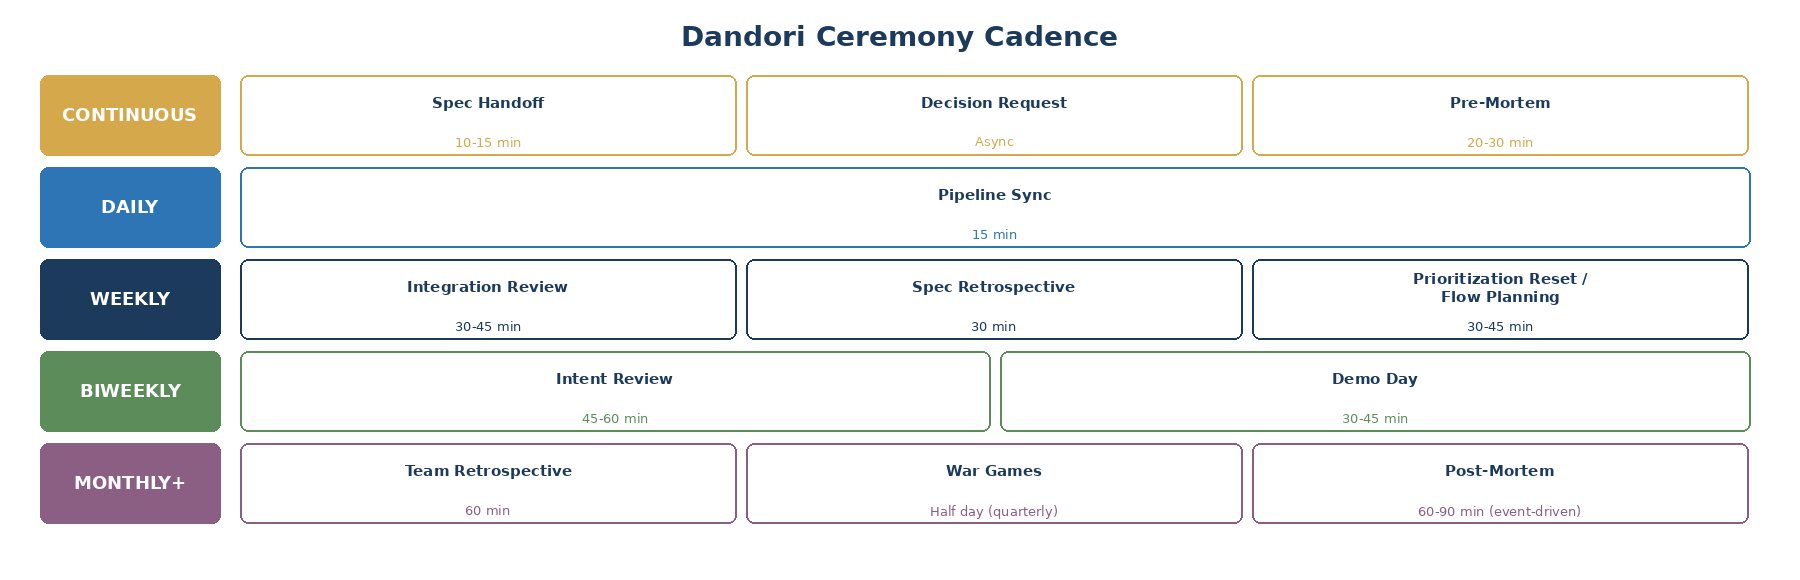 Dandori Ceremony Cadence
CONTINUOUS
Spec Handoff
10-15 min
Decision Request
Async
Pre-Mortem
20-30 min
DAILY
Pipeline Sync
15 min
WEEKLY
Integration Review
30-45 min
Spec Retrospective
30 min
Prioritization Reset /
Flow Planning
30-45 min
BIWEEKLY
Intent Review
45-60 min
Demo Day
30-45 min
MONTHLY+
Team Retrospective
60 min
War Games
Half day (quarterly)
Post-Mortem
60-90 min (event-driven)